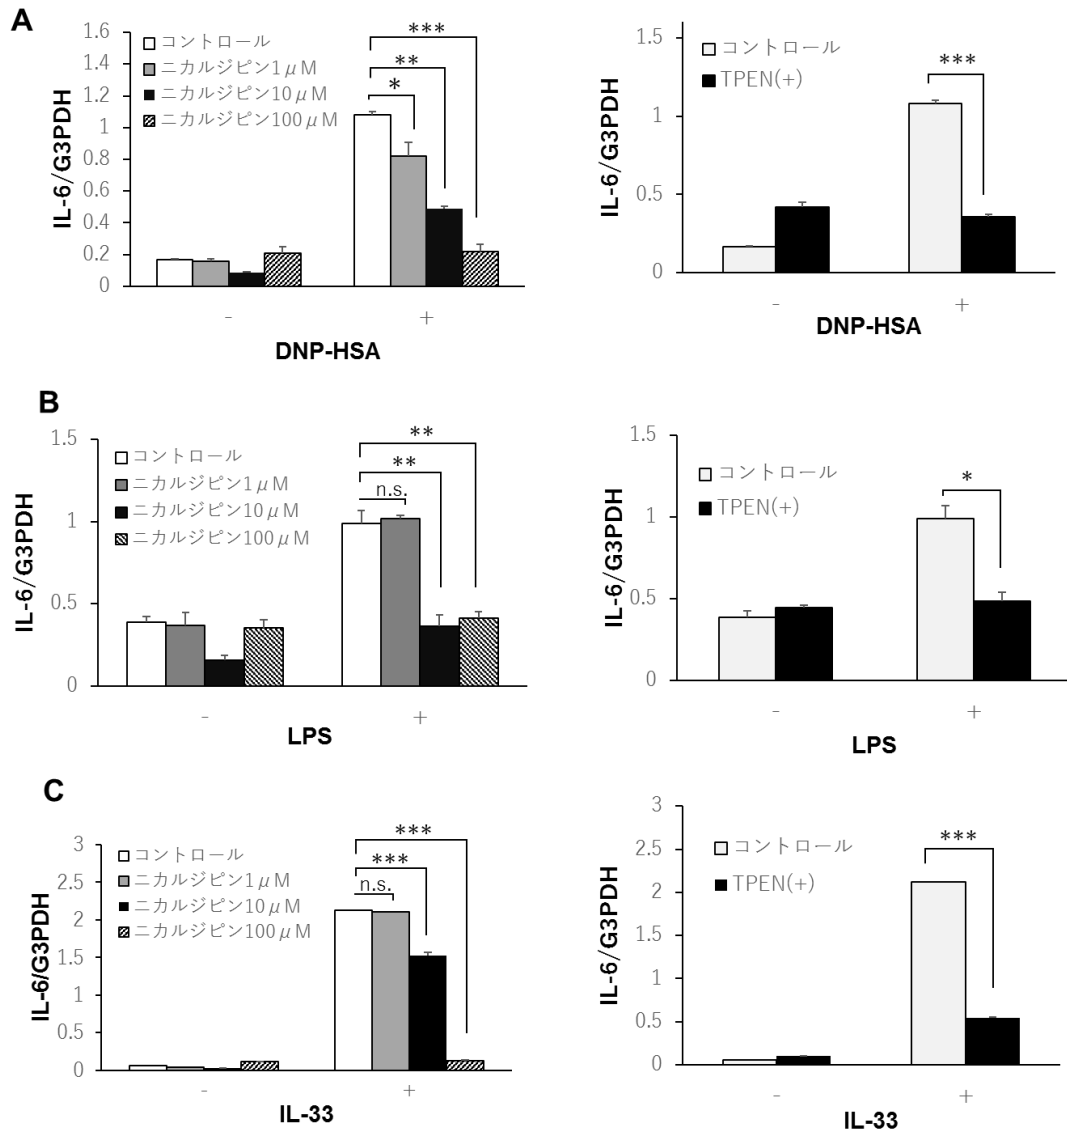 A
IL-6/G3PDH
1.6
1.4
1.2
1
0.8
0.6
0.4
0.2
0
コントロール
ニカルジピン1μM
ニカルジピン10μM
ニカルジピン100μM
***
**
*
- +
DNP-HSA
IL-6/G3PDH
1.5
1
0.5
0
コントロール
TPEN(+)
***
- +
DNP-HSA
B
IL-6/G3PDH
1.5
1
0.5
0
コントロール
ニカルジピン1μM
ニカルジピン10μM
ニカルジピン100μM
**
**
n.s.
- +
LPS
IL-6/G3PDH
1.5
1
0.5
0
コントロール
TPEN(+)
*
- +
LPS
C
IL-6/G3PDH
3
2.5
2
1.5
1
0.5
0
コントロール
ニカルジピン1μM
ニカルジピン10μM
ニカルジピン100μM
***
***
n.s.
- +
IL-33
IL-6/G3PDH
3
2.5
2
1.5
1
0.5
0
コントロール
TPEN(+)
***
- +
IL-33